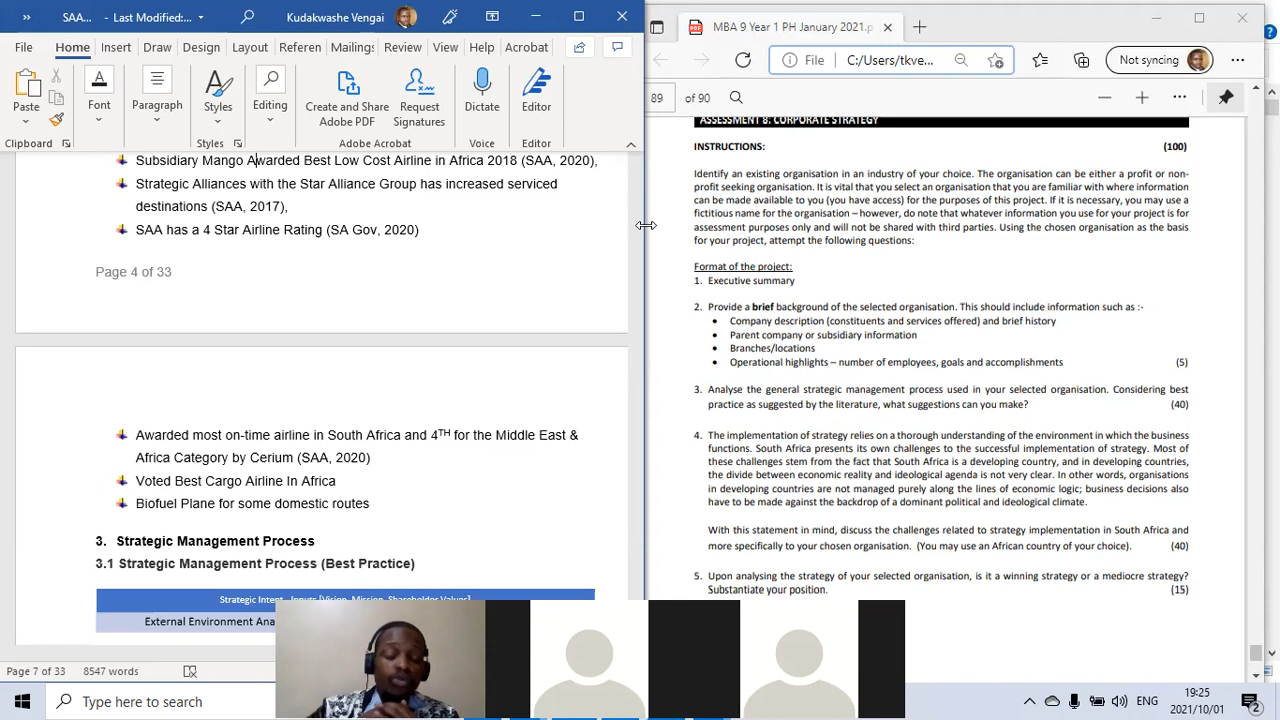 SAA... - Last Modified...
Kudakwashe Vengai
File Home Insert Draw Design Layout Referen Mailings Review View Help Acrobat
Paste
Font
Paragraph
Styles
Editing
Create and Share
Adobe PDF
Request
Signatures
Dictate
Editor
Clipboard
Styles
Adobe Acrobat
Voice
Editor
Subsidiary Mango Awarded Best Low Cost Airline in Africa 2018 (SAA, 2020),
Strategic Alliances with the Star Alliance Group has increased serviced
destinations (SAA, 2017),
SAA has a 4 Star Airline Rating (SA Gov, 2020)
Page 4 of 33
Awarded most on-time airline in South Africa and 4TH for the Middle East &
Africa Category by Cerium (SAA, 2020)
Voted Best Cargo Airline In Africa
Biofuel Plane for some domestic routes
3. Strategic Management Process
3.1 Strategic Management Process (Best Practice)
Strategic Intent - Inputs [Vision, Mission, Shareholder Values]
External Environment Ana
Page 7 of 33 8547 words
MBA 9 Year 1 PH January 2021.p
File C:/Users/tkve...
Not syncing
89 of 90
ASSESSMENT 8: CORPORATE STRATEGY
INSTRUCTIONS: (100)
Identify an existing organisation in an industry of your choice. The organisation can be either a profit or non-
profit seeking organisation. It is vital that you select an organisation that you are familiar with where information
can be made available to you (you have access) for the purposes of this project. If it is necessary, you may use a
fictitious name for the organisation – however, do note that whatever information you use for your project is for
assessment purposes only and will not be shared with third parties. Using the chosen organisation as the basis
for your project, attempt the following questions:
Format of the project:
1. Executive summary
2. Provide a brief background of the selected organisation. This should include information such as :-
Company description (constituents and services offered) and brief history
Parent company or subsidiary information
Branches/locations
Operational highlights – number of employees, goals and accomplishments (5)
3. Analyse the general strategic management process used in your selected organisation. Considering best
practice as suggested by the literature, what suggestions can you make? (40)
4. The implementation of strategy relies on a thorough understanding of the environment in which the business
functions. South Africa presents its own challenges to the successful implementation of strategy. Most of
these challenges stem from the fact that South Africa is a developing country, and in developing countries,
the divide between economic reality and ideological agenda is not very clear. In other words, organisations
in developing countries are not managed purely along the lines of economic logic; business decisions also
have to be made against the backdrop of a dominant political and ideological climate.
With this statement in mind, discuss the challenges related to strategy implementation in South Africa and
more specifically to your chosen organisation. (You may use an African country of your choice). (40)
5. Upon analysing the strategy of your selected organisation, is it a winning strategy or a mediocre strategy?
Substantiate your position. (15)
Type here to search
ENG
19:25
2021/10/01
2